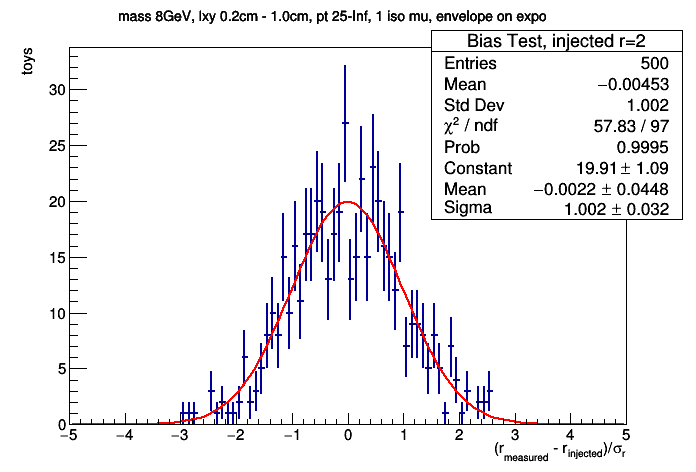 mass 8GeV, lxy 0.2cm - 1.0cm, pt 25-Inf, 1 iso mu, envelope on expo
toys
Bias Test, injected r=2
Entries 500
Mean −0.00453
Std Dev 1.002
χ² / ndf 57.83 / 97
Prob 0.9995
Constant 19.91 ± 1.09
Mean −0.0022 ± 0.0448
Sigma 1.002 ± 0.032
30
25
20
15
10
5
0
−5 −4 −3 −2 −1 0 1 2 3 4 5
(r_measured - r_injected)/σ_r